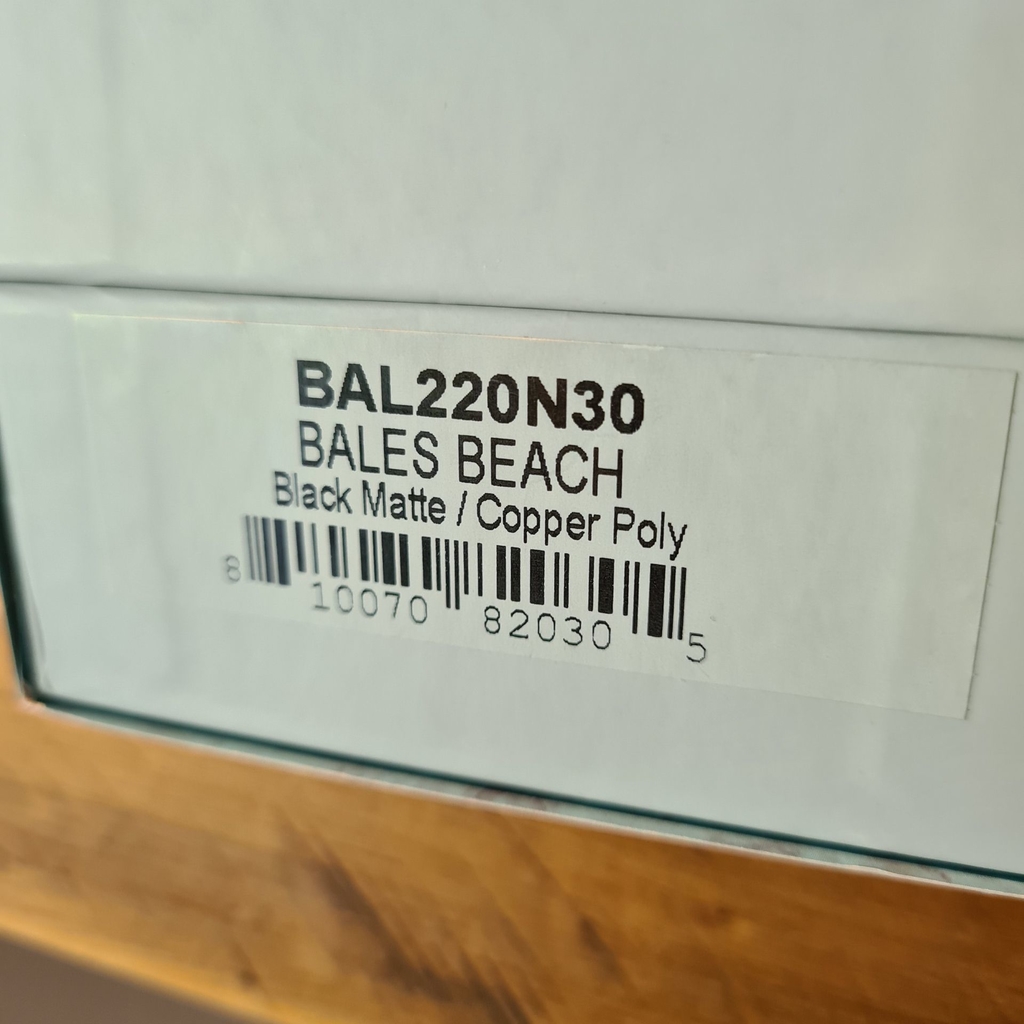 BAL220N30
BALES BEACH
Black Matte / Copper Poly
8 10070 82030 5